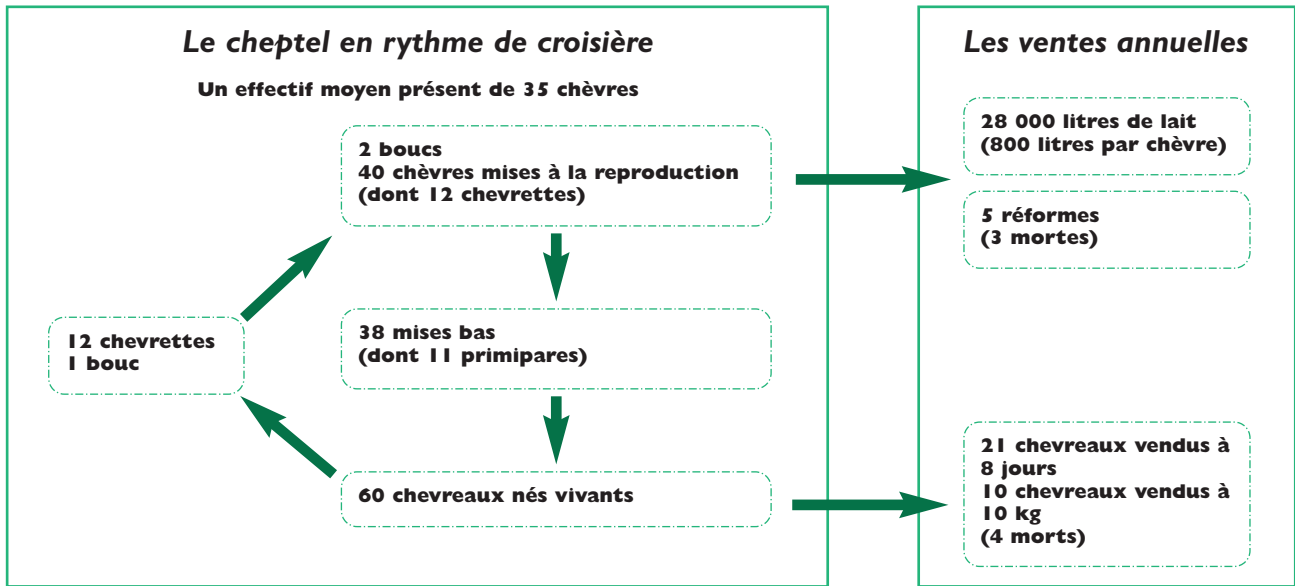 Le cheptel en rythme de croisière
Un effectif moyen présent de 35 chèvres
2 boucs
40 chèvres mises à la reproduction
(dont 12 chevrettes)
12 chevrettes
1 bouc
38 mises bas
(dont 11 primipares)
60 chevreaux nés vivants
Les ventes annuelles
28 000 litres de lait
(800 litres par chèvre)
5 réformes
(3 mortes)
21 chevreaux vendus à
8 jours
10 chevreaux vendus à
10 kg
(4 morts)